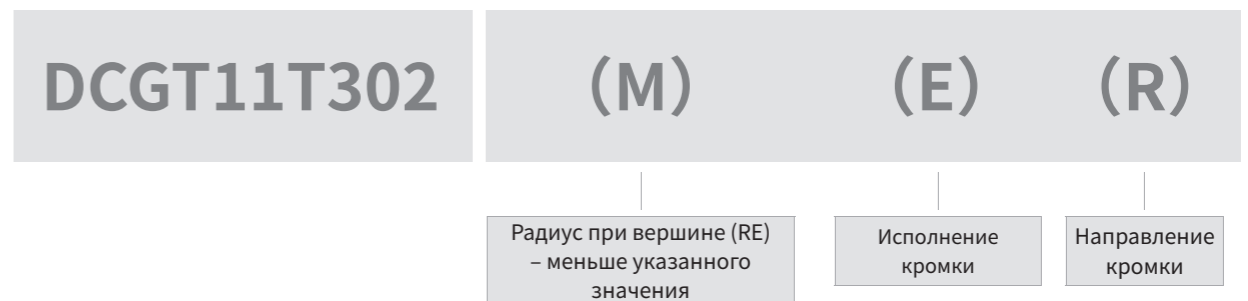 DCGT11T302 (M) (E) (R)
Радиус при вершине (RE)
– меньше указанного
значения
Исполнение
кромки
Направление
кромки